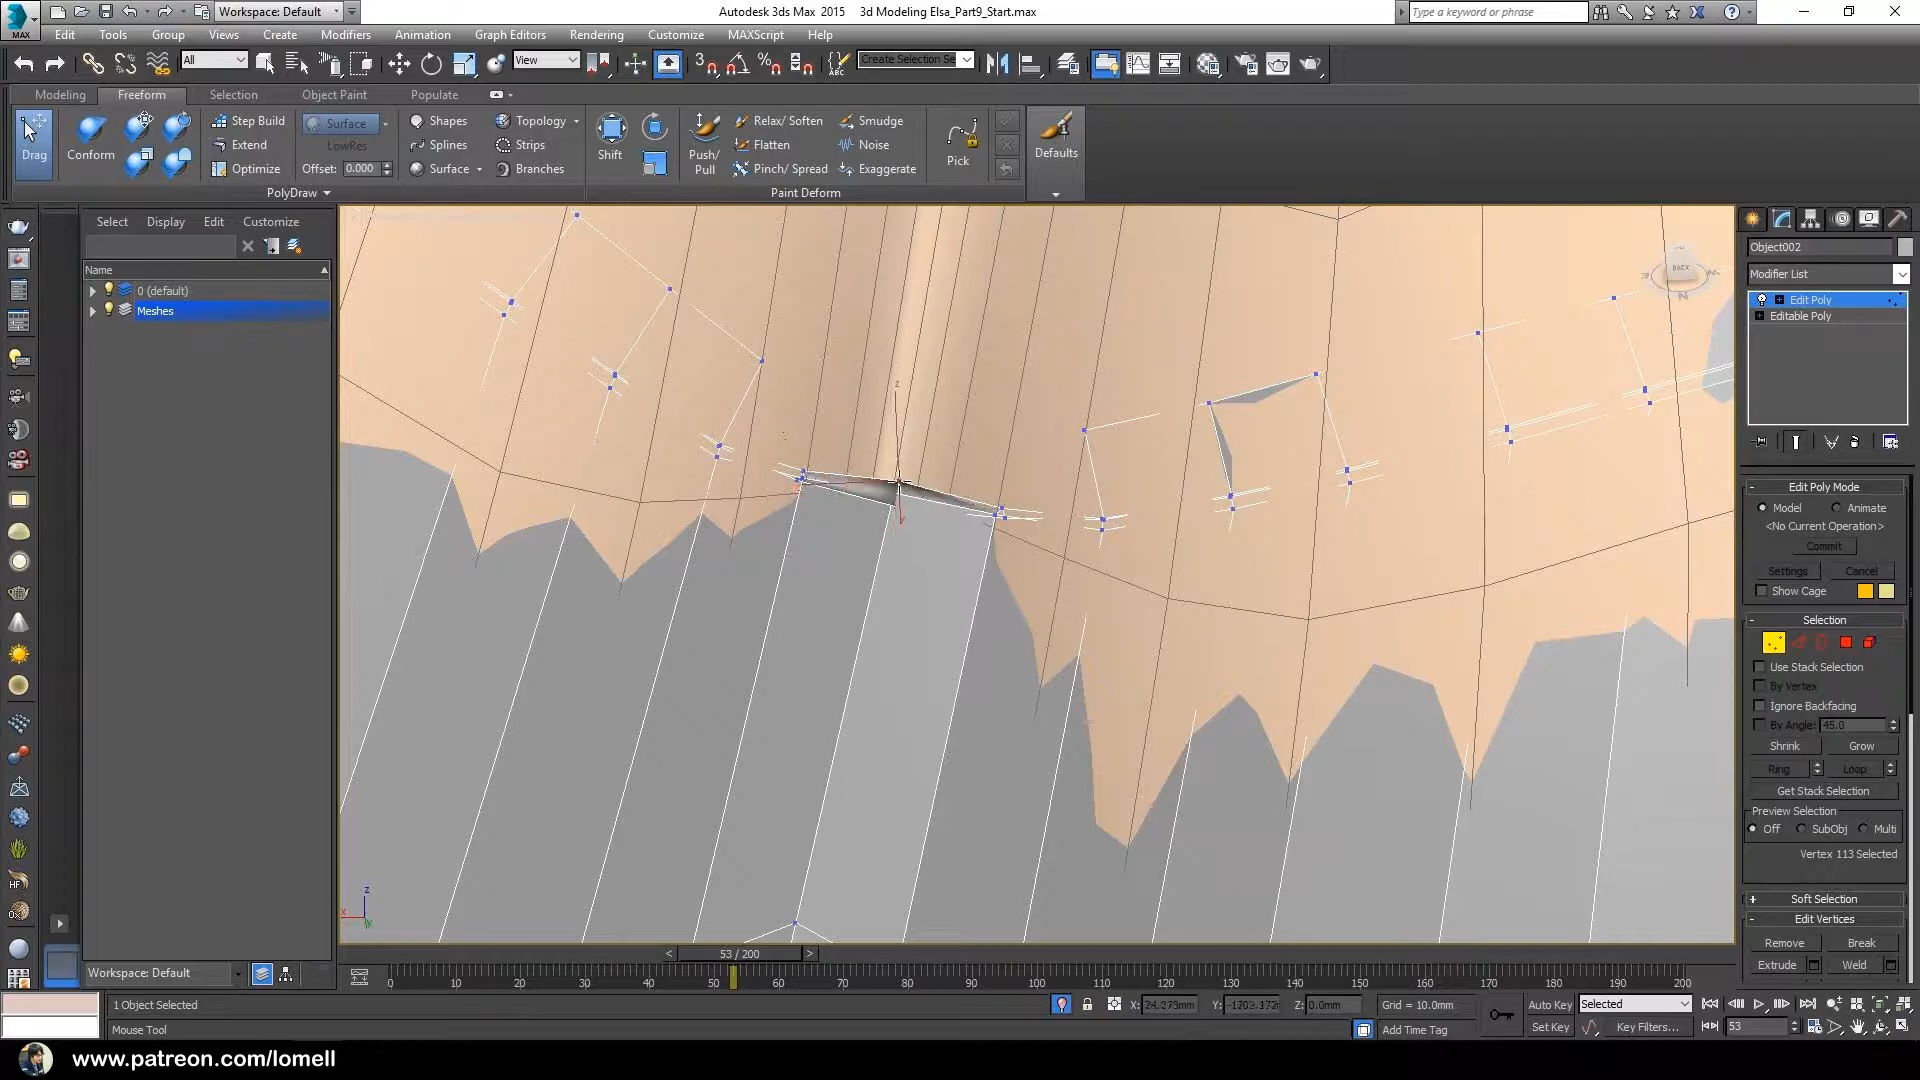 Workspace: Default
Autodesk 3ds Max 2015    3d Modeling Elsa_Part9_Start.max
Type a keyword or phrase
MAX
Edit Tools Group Views Create Modifiers Animation Graph Editors Rendering Customize MAXScript Help
All
View
Create Selection Se
Modeling Freeform Selection Object Paint Populate
Drag
Conform
Step Build
Extend
Optimize
Surface
LowRes
Offset: 0.000
Shapes
Splines
Surface
Topology
Strips
Branches
PolyDraw
Shift
Push/
Pull
Relax/ Soften
Flatten
Pinch/ Spread
Smudge
Noise
Exaggerate
Paint Deform
Pick
Defaults
Select Display Edit Customize
Name
0 (default)
Meshes
BACK
Object002
Modifier List
Edit Poly
Editable Poly
Edit Poly Mode
Model Animate
<No Current Operation>
Commit
Settings Cancel
Show Cage
Selection
Use Stack Selection
By Vertex
Ignore Backfacing
By Angle: 45.0
Shrink Grow
Ring Loop
Get Stack Selection
Preview Selection
Off SubObj Multi
Vertex 113 Selected
Soft Selection
Edit Vertices
Remove Break
Extrude Weld
HF
53 / 200
Workspace: Default
0 10 20 30 40 50 60 70 80 90 100 110 120 130 140 150 160 170 180 190 200
1 Object Selected
Mouse Tool
X: 24.273mm Y: -1203.372m Z: 0.0mm
Grid = 10.0mm
Add Time Tag
Auto Key Selected
Set Key Key Filters...
53
www.patreon.com/lomell